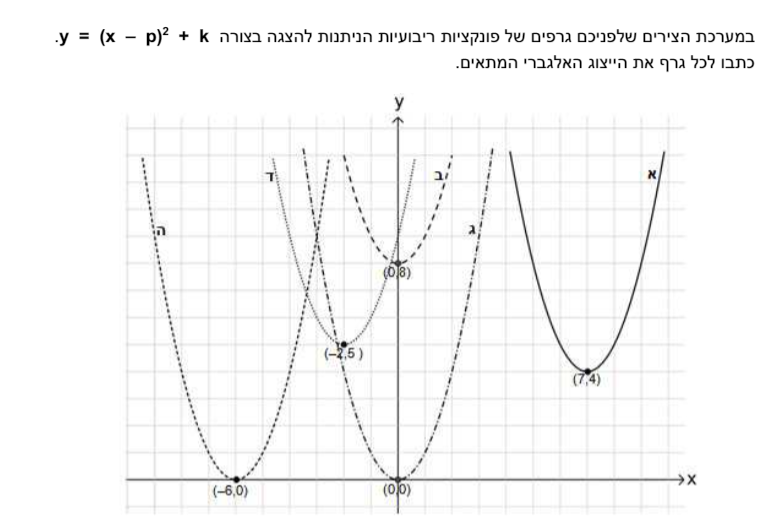 במערכת הצירים שלפניכם גרפים של פונקציות ריבועיות הניתנות להצגה בצורה y = (x – p)² + k.
כתבו לכל גרף את הייצוג האלגברי המתאים.
y
א
ב
ד
ג
ה
(0,8)
(–2,5 )
(7,4)
x
(0,0)
(–6,0)